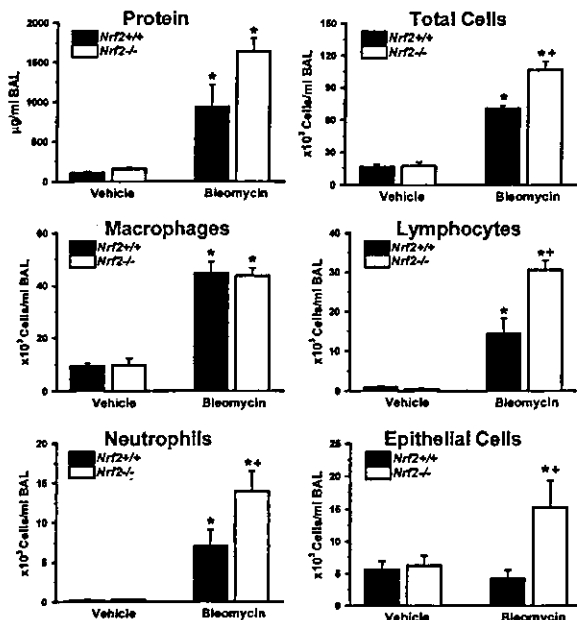 Protein
Nrf2+/+
Nrf2-/-
µg/ml BAL
2000
1500
1000
500
0
*
*
Vehicle
Bleomycin
Total Cells
Nrf2+/+
Nrf2-/-
x10³ Cells/ml BAL
150
120
90
60
30
0
*
*+
Vehicle
Bleomycin
Macrophages
Nrf2+/+
Nrf2-/-
x10³ Cells/ml BAL
60
40
20
0
*
*
Vehicle
Bleomycin
Lymphocytes
Nrf2+/+
Nrf2-/-
x10³ Cells/ml BAL
40
30
20
10
0
*
*+
Vehicle
Bleomycin
Neutrophils
Nrf2+/+
Nrf2-/-
x10³ Cells/ml BAL
20
15
10
5
0
*
*+
Vehicle
Bleomycin
Epithelial Cells
Nrf2+/+
Nrf2-/-
x10³ Cells/ml BAL
25
20
15
10
5
0
*+
Vehicle
Bleomycin